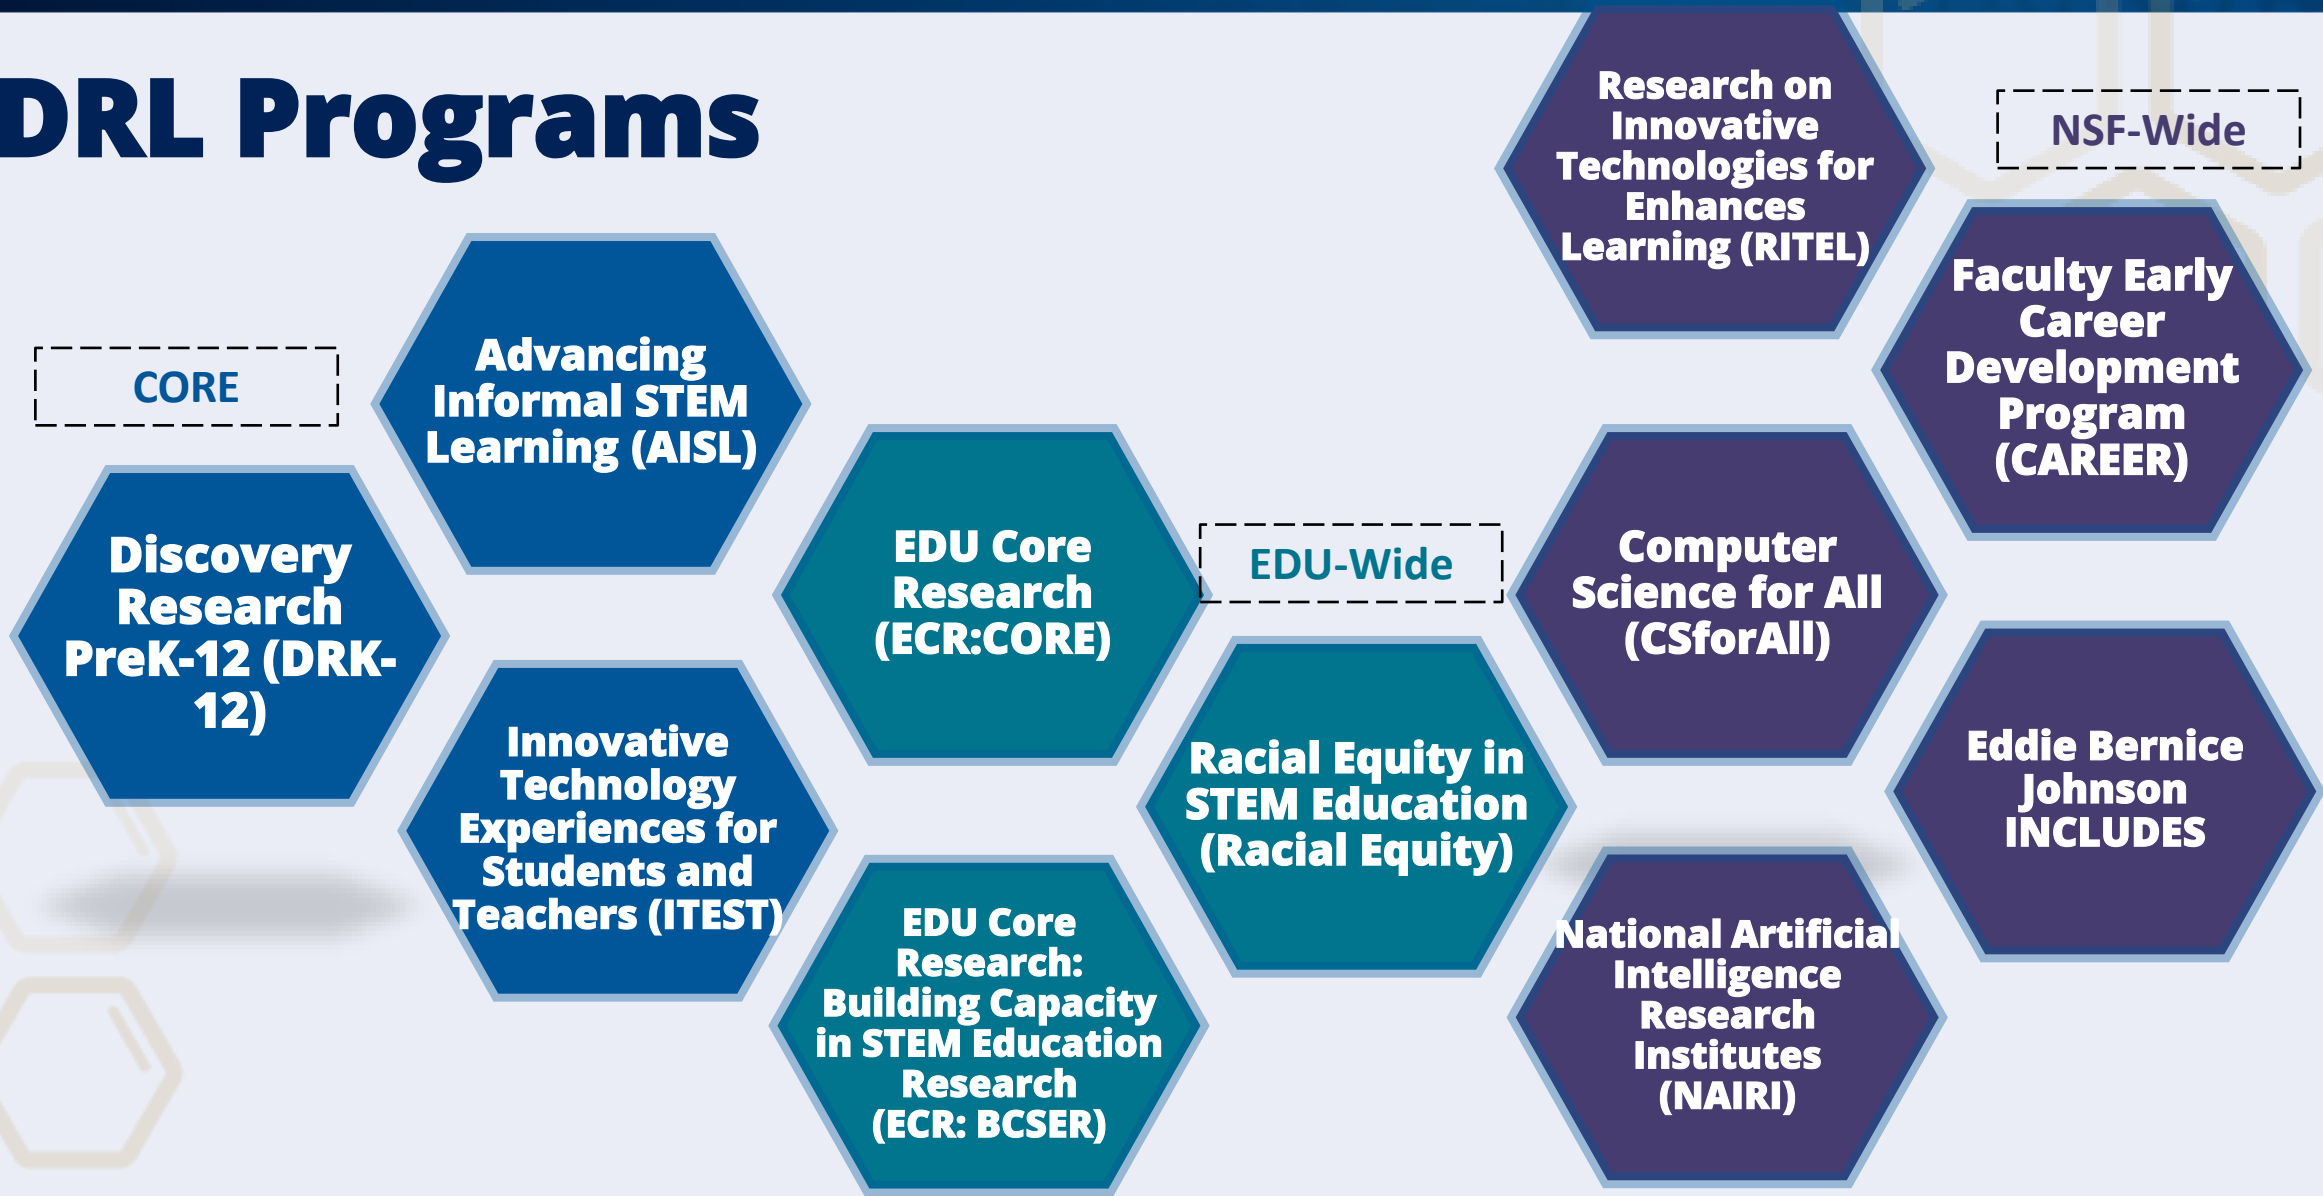 DRL Programs
CORE
Discovery
Research
PreK-12 (DRK-
12)
Advancing
Informal STEM
Learning (AISL)
Innovative
Technology
Experiences for
Students and
Teachers (ITEST)
EDU-Wide
EDU Core
Research
(ECR:CORE)
EDU Core
Research:
Building Capacity
in STEM Education
Research
(ECR: BCSER)
Racial Equity in
STEM Education
(Racial Equity)
NSF-Wide
Research on
Innovative
Technologies for
Enhances
Learning (RITEL)
Faculty Early
Career
Development
Program
(CAREER)
Computer
Science for All
(CSforAll)
Eddie Bernice
Johnson
INCLUDES
National Artificial
Intelligence
Research
Institutes
(NAIRI)